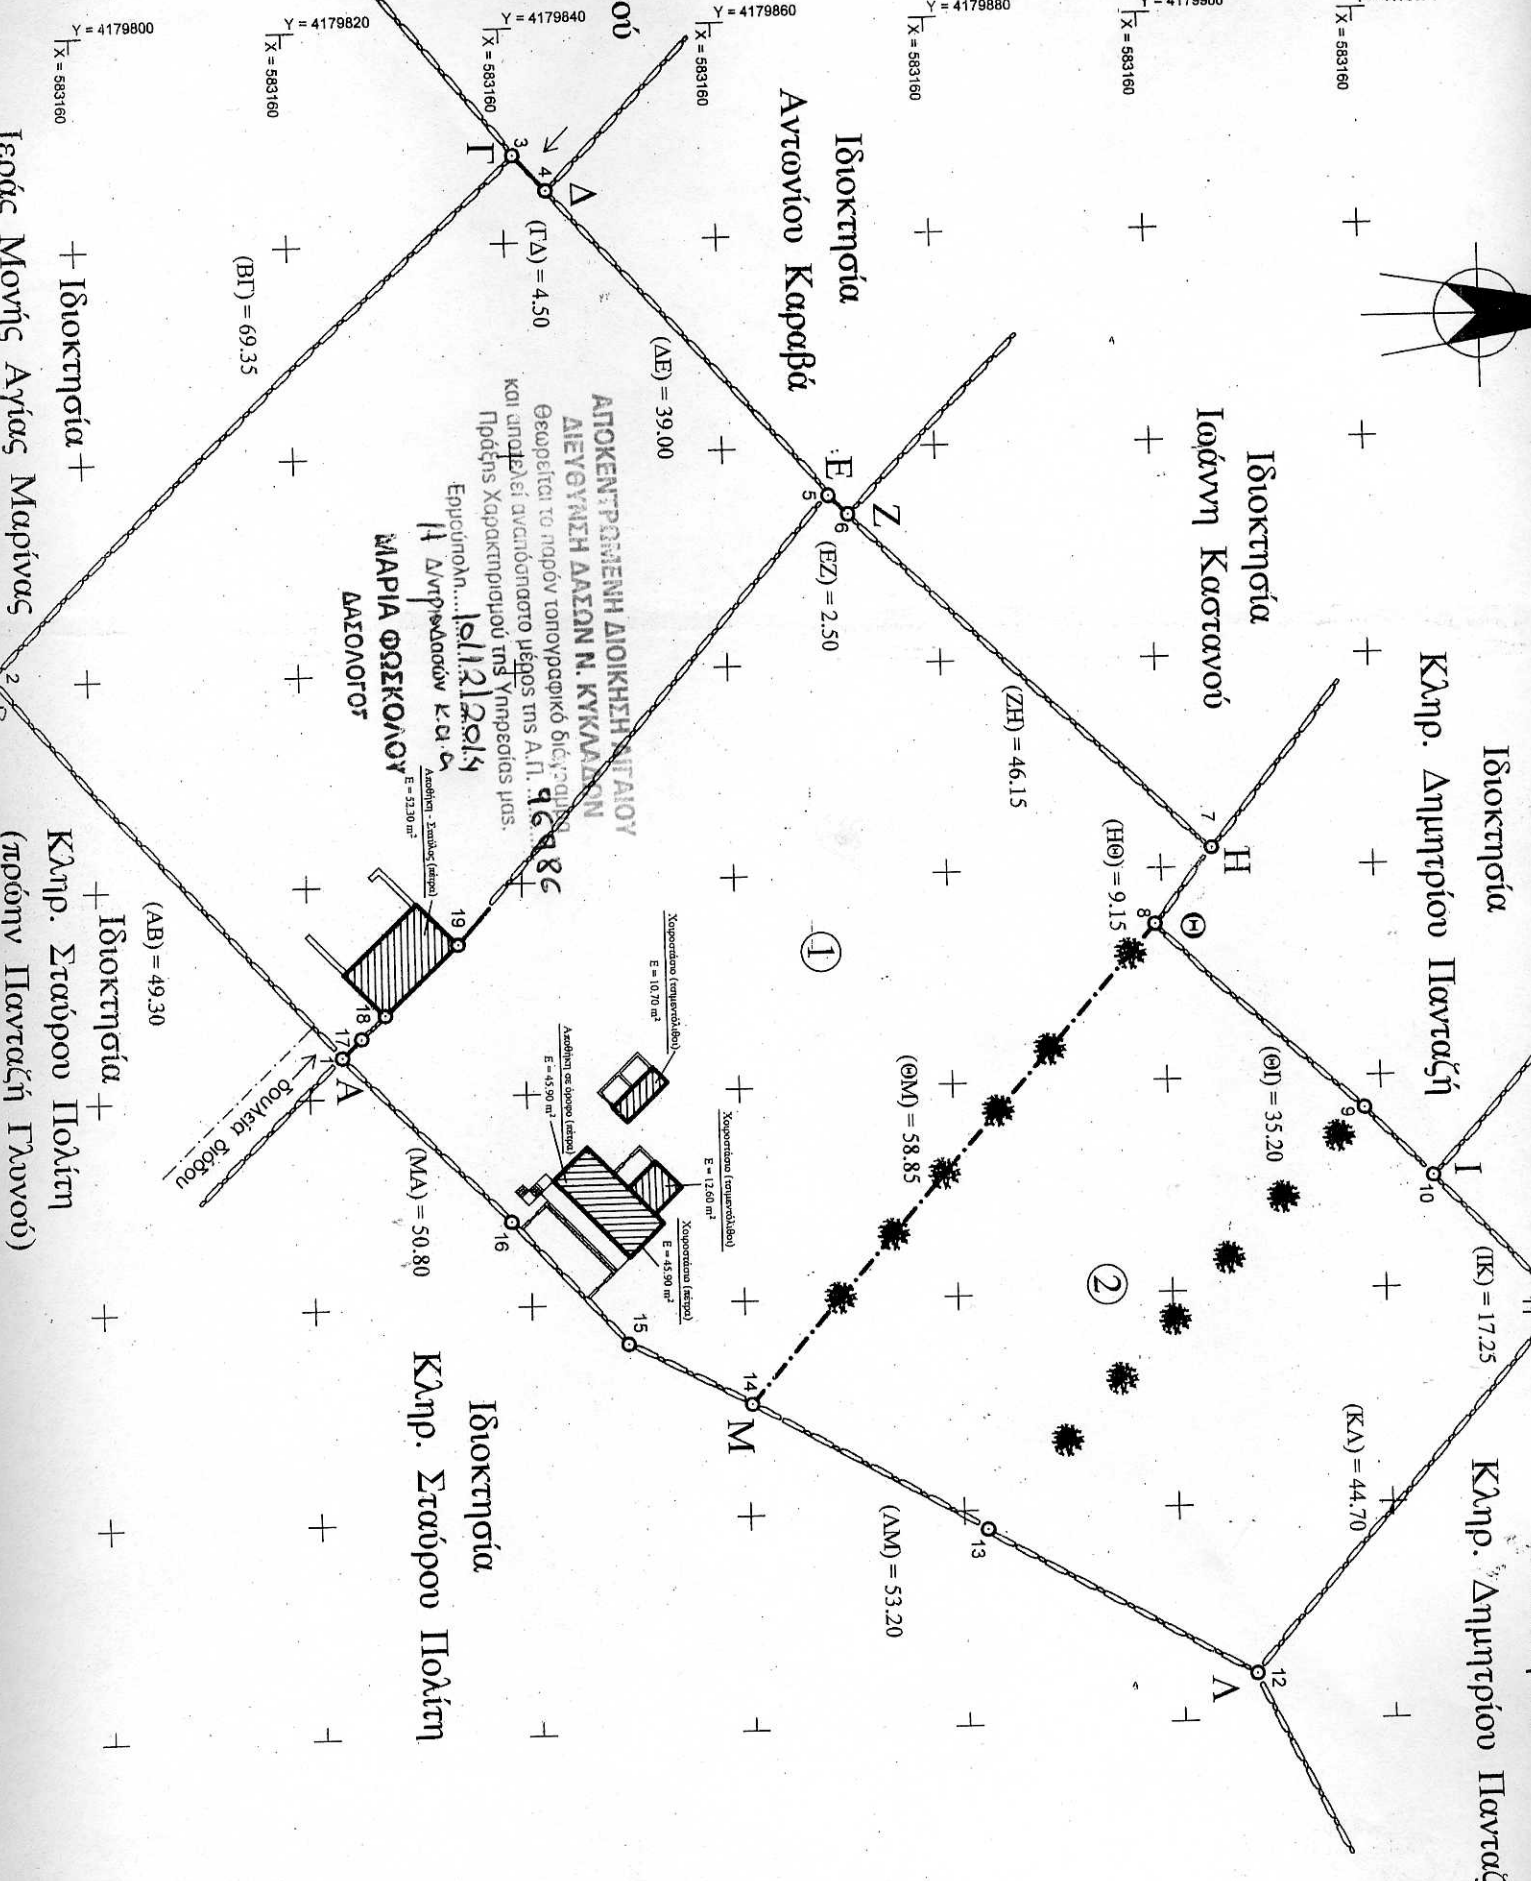 Υ = 4179800
Χ = 583160
Υ = 4179820
Χ = 583160
Υ = 4179840
Χ = 583160
Υ = 4179860
Χ = 583160
Υ = 4179880
Χ = 583160
Χ = 583160
Χ = 583160
ού
Ιδιοκτησία
Αντωνίου Καραβά
Ιδιοκτησία
Ιωάννη Καστανού
Ιδιοκτησία
Κληρ. Δημητρίου Πανταζή
Κληρ. Δημητρίου
Ιδιοκτησία
Ιεράς Μονής Αγίας Μαρίνας
Ιδιοκτησία
Κληρ. Σταύρου Πολίτη
(πρώην Πανταζή Γλυνού)
Ιδιοκτησία
Κληρ. Σταύρου Πολίτη
3
Γ
4
Δ
(ΓΔ) = 4.50
(ΒΓ) = 69.35
(ΔΕ) = 39.00
Ε
5
6
Ζ
(ΕΖ) = 2.50
(ΖΗ) = 46.15
7
Η
(ΗΘ) = 9.15
8
Θ
(ΘΙ) = 35.20
9
Ι
10
(ΙΚ) = 17.25
(ΚΛ) = 44.70
12
Λ
(ΛΜ) = 53.20
13
14
Μ
(ΘΜ) = 58.85
15
16
(ΜΑ) = 50.80
17
18
19
1
Α
(ΑΒ) = 49.30
2
1
2
δουλεία διόδου
ΑΠΟΚΕΝΤΡΩΜΕΝΗ ΔΙΟΙΚΗΣΗ ΑΙΓΑΙΟΥ
ΔΙΕΥΘΥΝΣΗ ΔΑΣΩΝ Ν. ΚΥΚΛΑΔΩΝ
Θεωρείται το παρόν τοπογραφικό διάγραμμα
και αποτελεί αναπόσπαστο μέρος της Α.Π.
Πράξης Χαρακτηρισμού της Υπηρεσίας μας.
Ερμούπολη 10/12/2014
Η Δ/ντρια Δασών κ.α.α
ΜΑΡΙΑ ΦΩΣΚΟΛΟΥ
ΔΑΣΟΛΟΓΟΣ
Αποθήκη - Σταύλος (πέτρα)
Ε = 52.30 m²
Χοιροστάσιο (τσιμεντόλιθοι)
Ε = 10.70 m²
Αποθήκη σε όροφο (πέτρα)
Ε = 45.90 m²
Χοιροστάσιο (τσιμεντόλιθοι)
Ε = 12.60 m²
Χοιροστάσιο (πέτρα)
Ε = 45.90 m²